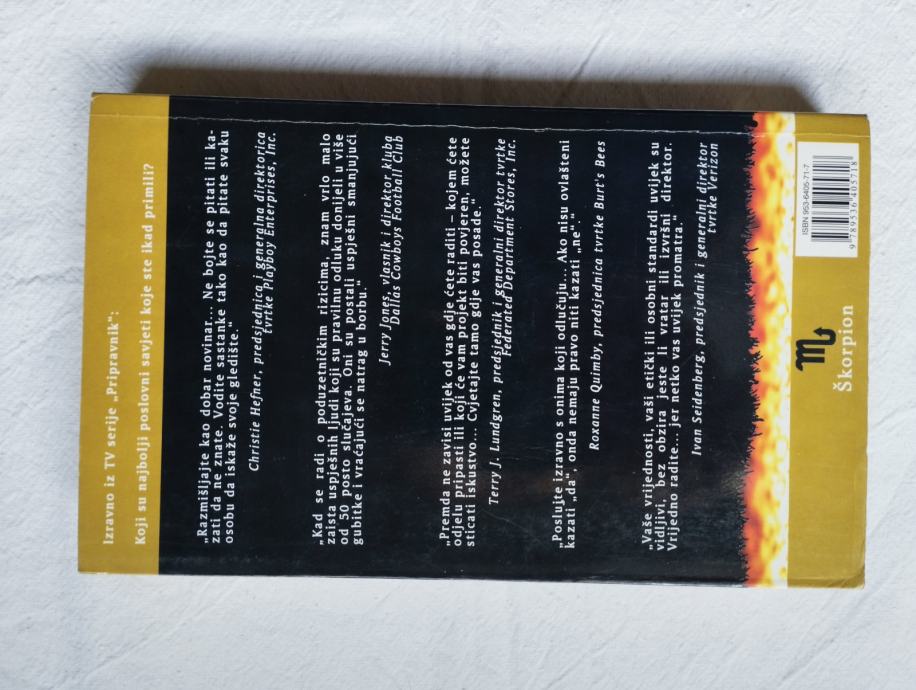 Izravno iz TV serije „Pripravnik“:
Koji su najbolji poslovni savjeti koje ste ikad primili?
„Razmišljajte kao dobar novinar... Ne bojte se pitati ili ka-
zati da ne znate. Vodite sastanke tako kao da pitate svaku
osobu da iskaže svoje gledište.“
Christie Hefner, predsjednica i generalna direktorica
tvrtke Playboy Enterprises, Inc.
„Kad se radi o poduzetničkim rizicima, znam vrlo malo
zaista uspješnih ljudi koji su pravilnu odluku donijeli u više
od 50 posto slučajeva. Oni su postali uspješni smanjujući
gubitke i vraćajući se natrag u borbu.“
Jerry Jones, vlasnik i direktor kluba
Dallas Cowboys Football Club
„Premda ne zavisi uvijek od vas gdje ćete raditi – kojem ćete
odjelu pripasti ili koji će vam projekt biti povjeren, možete
sticati iskustvo... Cvjetajte tamo gdje vas posade.“
Terry J. Lundgren, predsjednik i generalni direktor tvrtke
Federated Department Stores, Inc.
„Poslujte izravno s onima koji odlučuju... Ako nisu ovlašteni
kazati „da“, onda nemaju pravo niti kazati „ne“.“
Roxanne Quimby, predsjednica tvrtke Burt's Bees
„Vaše vrijednosti, vaši etički ili osobni standardi uvijek su
vidljivi, bez obzira jeste li vratar ili izvršni direktor.
Vrijedno radite... jer netko vas uvijek promatra.“
Ivan Seidenberg, predsjednik i generalni direktor
tvrtke Verizon
Škorpion
ISBN 953-6405-71-7
9 789536 405718